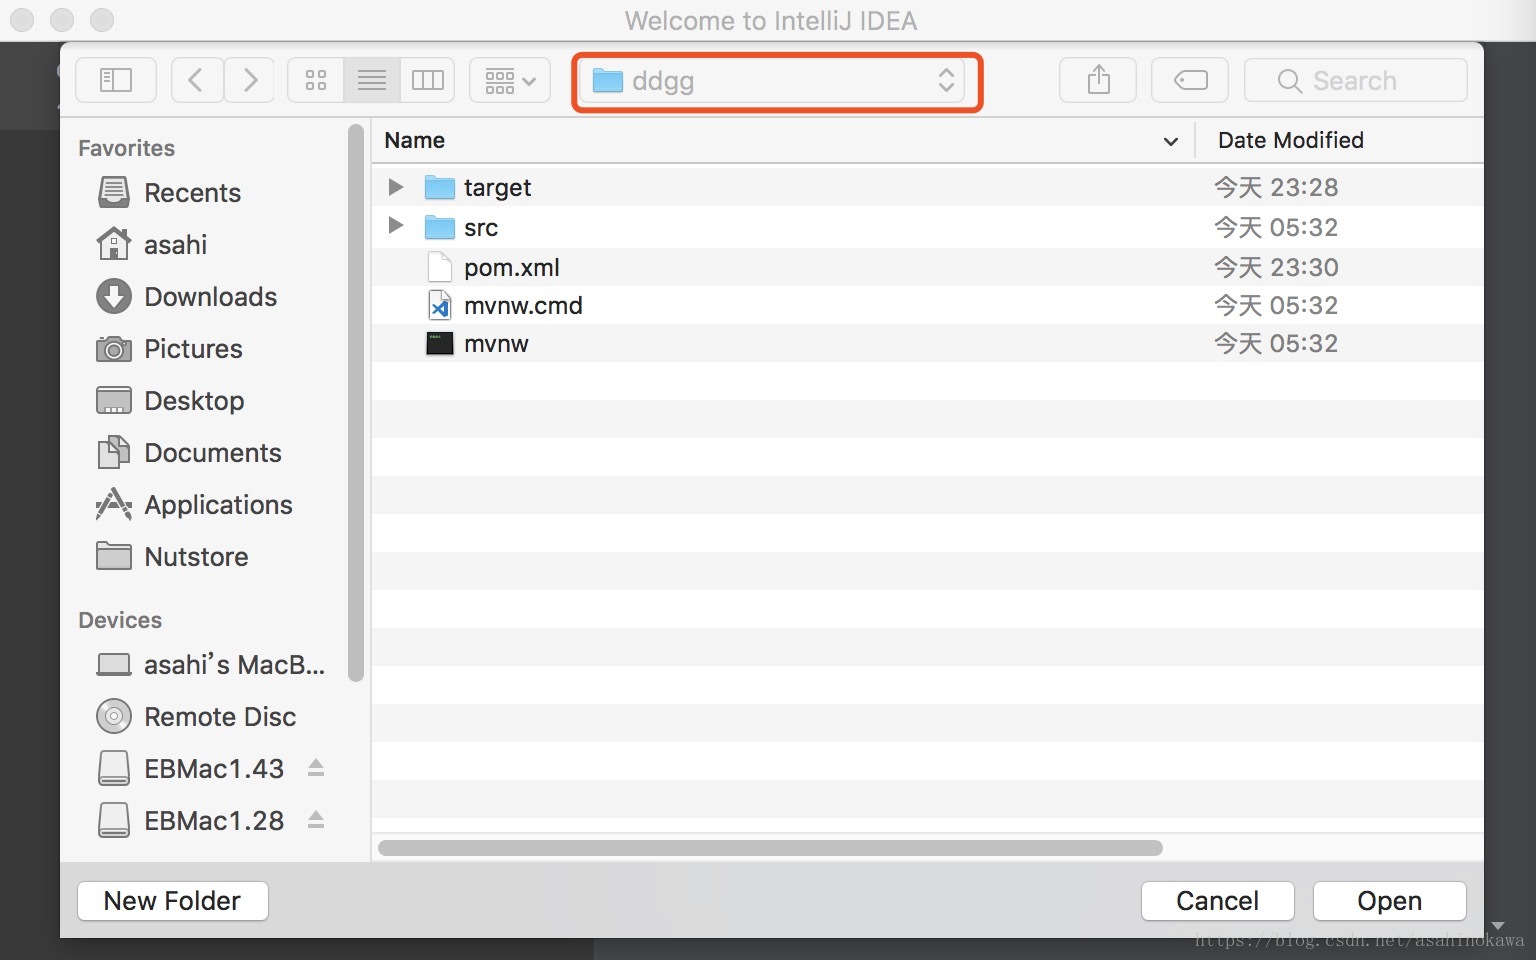 Welcome to IntelliJ IDEA
ddgg
Search
Favorites
Recents
asahi
Downloads
Pictures
Desktop
Documents
Applications
Nutstore
Devices
asahi's MacB...
Remote Disc
EBMac1.43
EBMac1.28
Name Date Modified
target 今天 23:28
src 今天 05:32
pom.xml 今天 23:30
mvnw.cmd 今天 05:32
mvnw 今天 05:32
New Folder Cancel Open
https://blog.csdn.net/asahinokawa